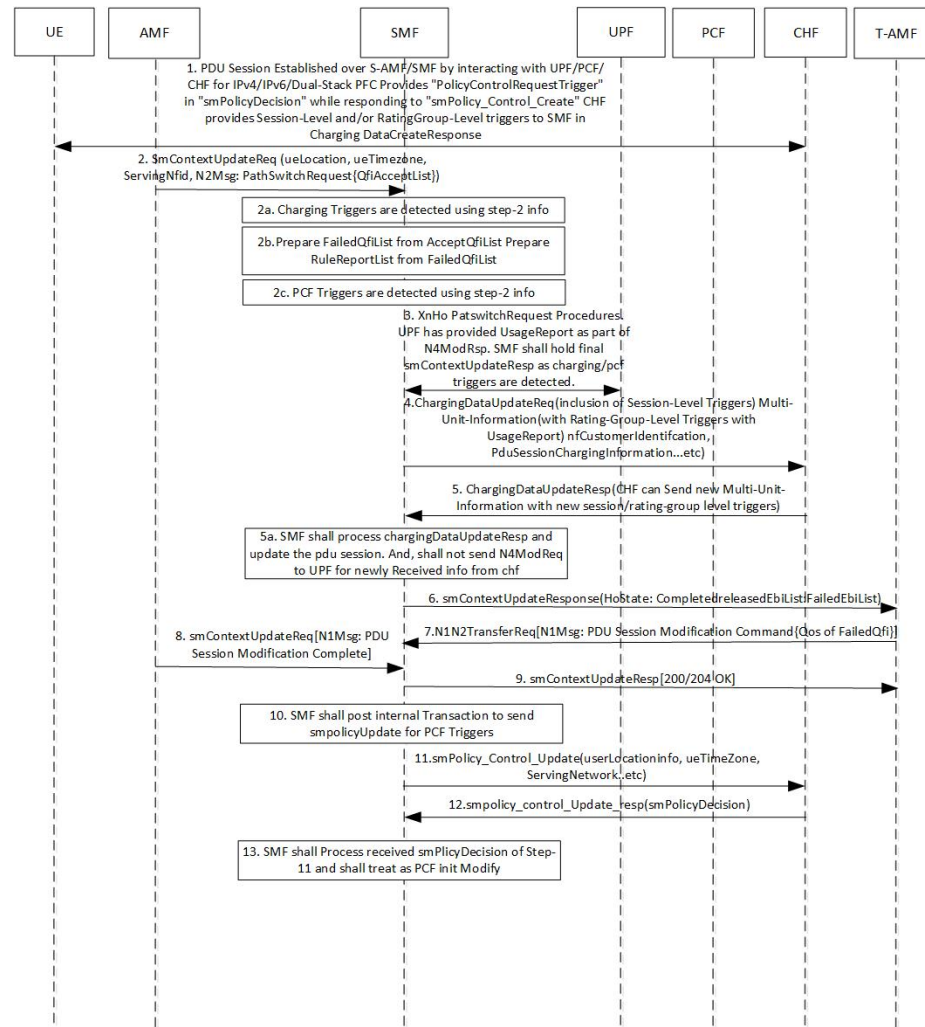 UE AMF SMF UPF PCF CHF T-AMF
1. PDU Session Established over S-AMF/SMF by interacting with UPF/PCF/
CHF for IPv4/IPv6/Dual-Stack PFC Provides "PolicyControlRequestTrigger"
in "smPolicyDecision" while responding to "smPolicy_Control_Create" CHF
provides Session-Level and/or RatingGroup-Level triggers to SMF in
Charging DataCreateResponse
2. SmContextUpdateReq (ueLocation, ueTimezone,
ServingNfid, N2Msg: PathSwitchRequest{QfiAcceptList})
2a. Charging Triggers are detected using step-2 info
2b.Prepare FailedQfiList from AcceptQfiList Prepare
RuleReportList from FailedQfiList
2c. PCF Triggers are detected using step-2 info
3. XnHo PatswitchRequest Procedures.
UPF has provided UsageReport as part of
N4ModRsp. SMF shall hold final
smContextUpdateResp as charging/pcf
triggers are detected.
4.ChargingDataUpdateReq(inclusion of Session-Level Triggers) Multi-
Unit-Information(with Rating-Group-Level Triggers with
UsageReport) nfCustomerIdentifcation,
PduSessionChargingInformation...etc)
5. ChargingDataUpdateResp(CHF can Send new Multi-Unit-
Information with new session/rating-group level triggers)
5a. SMF shall process chargingDataUpdateResp and
update the pdu session. And, shall not send N4ModReq
to UPF for newly Received info from chf
6. smContextUpdateResponse(HoState: CompletedreleasedEbiList:FailedEbiList)
7.N1N2TransferReq[N1Msg: PDU Session Modification Command{Qos of FailedQfi}]
8. smContextUpdateReq[N1Msg: PDU
Session Modification Complete]
9. smContextUpdateResp[200/204 OK]
10. SMF shall post internal Transaction to send
smpolicyUpdate for PCF Triggers
11.smPolicy_Control_Update(userLocationinfo, ueTimeZone,
ServingNetwork..etc)
12.smpolicy_control_Update_resp(smPolicyDecision)
13. SMF shall Process received smPlicyDecision of Step-
11 and shall treat as PCF init Modify